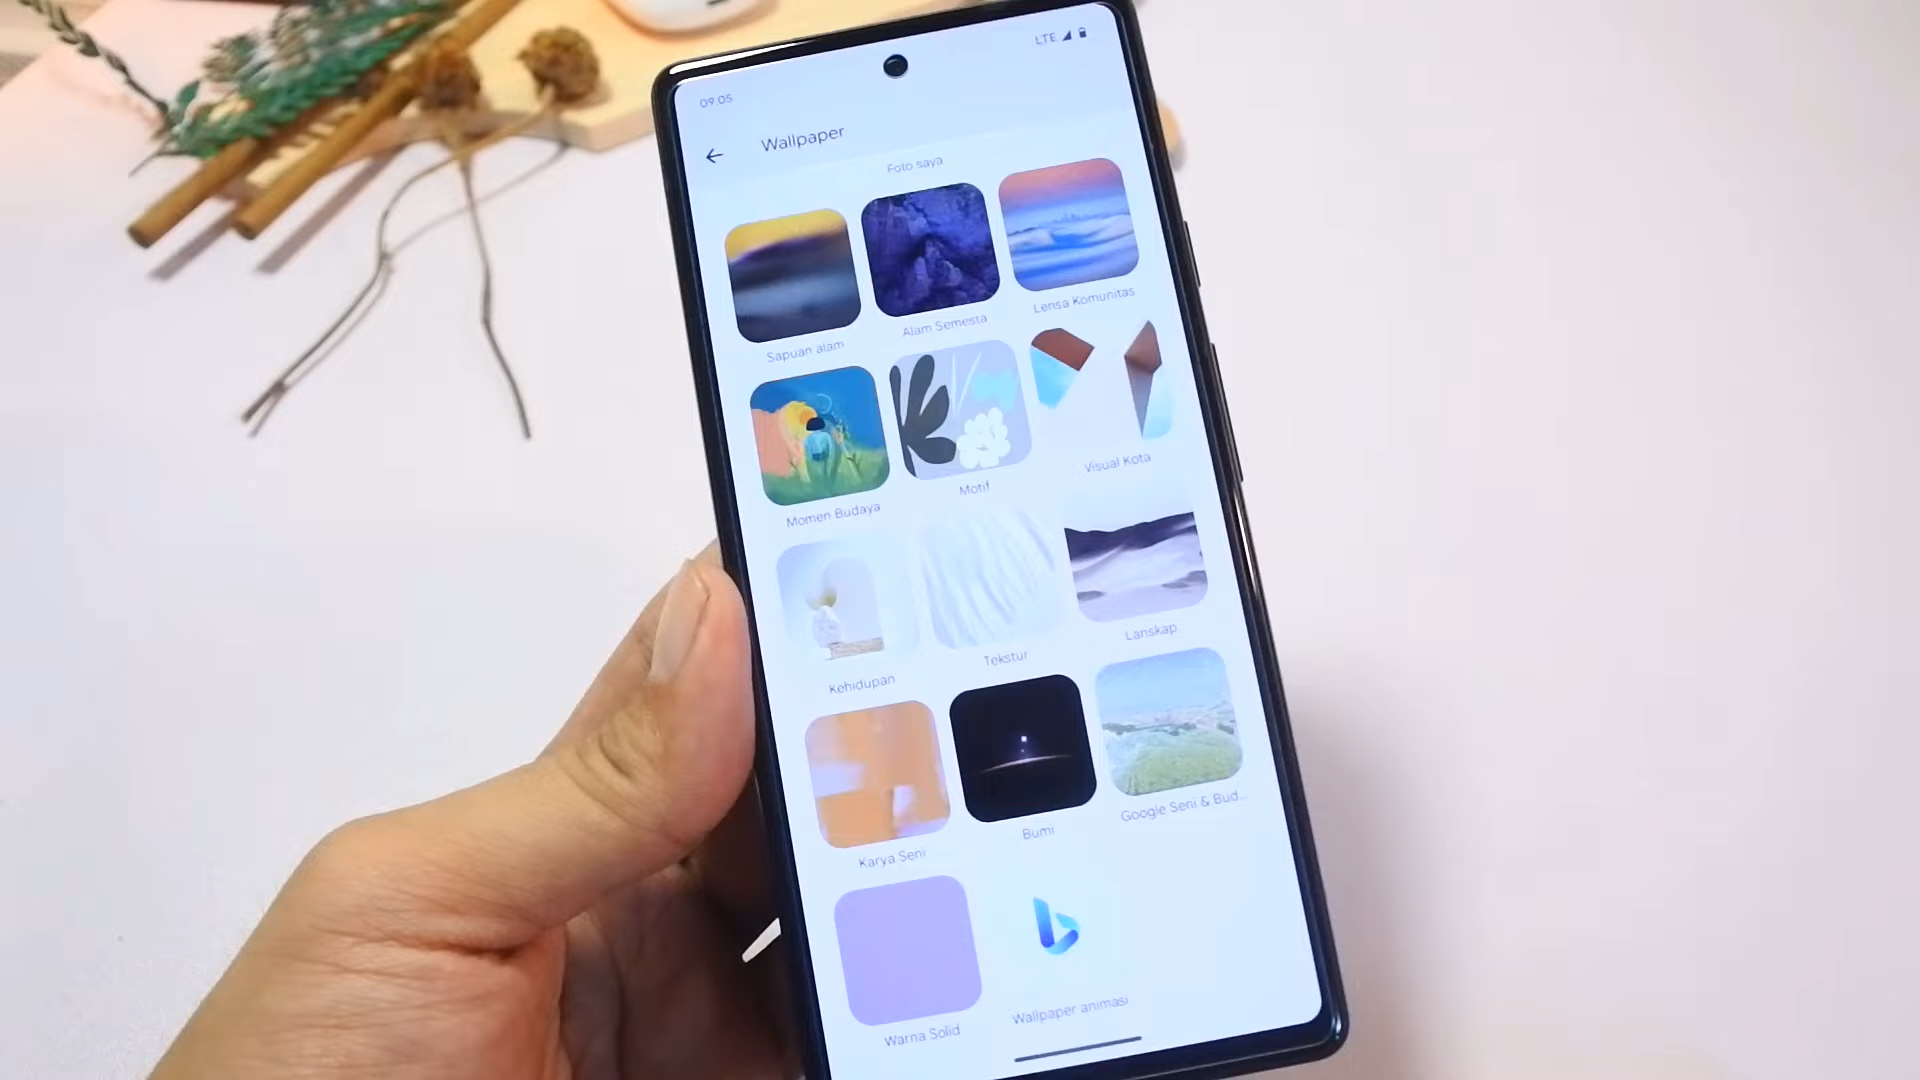 09.05
LTE
Wallpaper
Foto saya
Sapuan alam
Alam Semesta
Lensa Komunitas
Momen Budaya
Motif
Visual Kota
Kehidupan
Tekstur
Lanskap
Karya Seni
Bumi
Google Seni & Bud...
Warna Solid
Wallpaper animasi